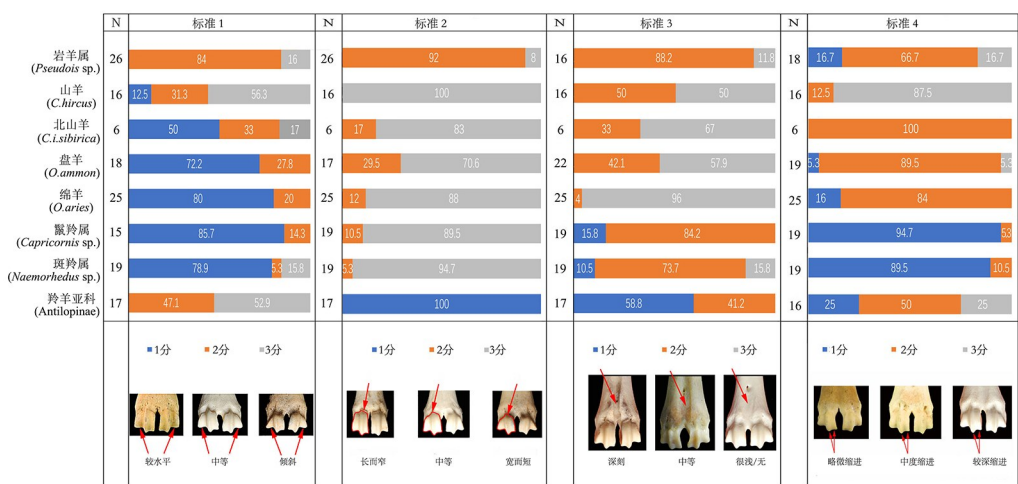 N 标准 1 N 标准 2 N 标准 3 N 标准 4
岩羊属
(Pseudois sp.) 26 84 16 26 92 8 16 88.2 11.8 18 16.7 66.7 16.7
山羊
(C.hircus) 16 12.5 31.3 56.3 16 100 16 50 50 16 12.5 87.5
北山羊
(C.i.sibirica) 6 50 33 17 6 17 83 6 33 67 6 100
盘羊
(O.ammon) 18 72.2 27.8 17 29.5 70.6 22 42.1 57.9 19 5.3 89.5 5.3
绵羊
(O.aries) 25 80 20 25 12 88 25 4 96 25 16 84
鬣羚属
(Capricornis sp.) 15 85.7 14.3 19 10.5 89.5 19 15.8 84.2 19 94.7 5.3
斑羚属
(Naemorhedus sp.) 19 78.9 5.3 15.8 19 5.3 94.7 19 10.5 73.7 15.8 19 89.5 10.5
羚羊亚科
(Antilopinae) 17 47.1 52.9 17 100 17 58.8 41.2 16 25 50 25
1分 2分 3分 1分 2分 3分 1分 2分 3分 1分 2分 3分
较水平 中等 倾斜 长而窄 中等 宽而短 深刻 中等 很浅/无 略微缩进 中度缩进 较深缩进